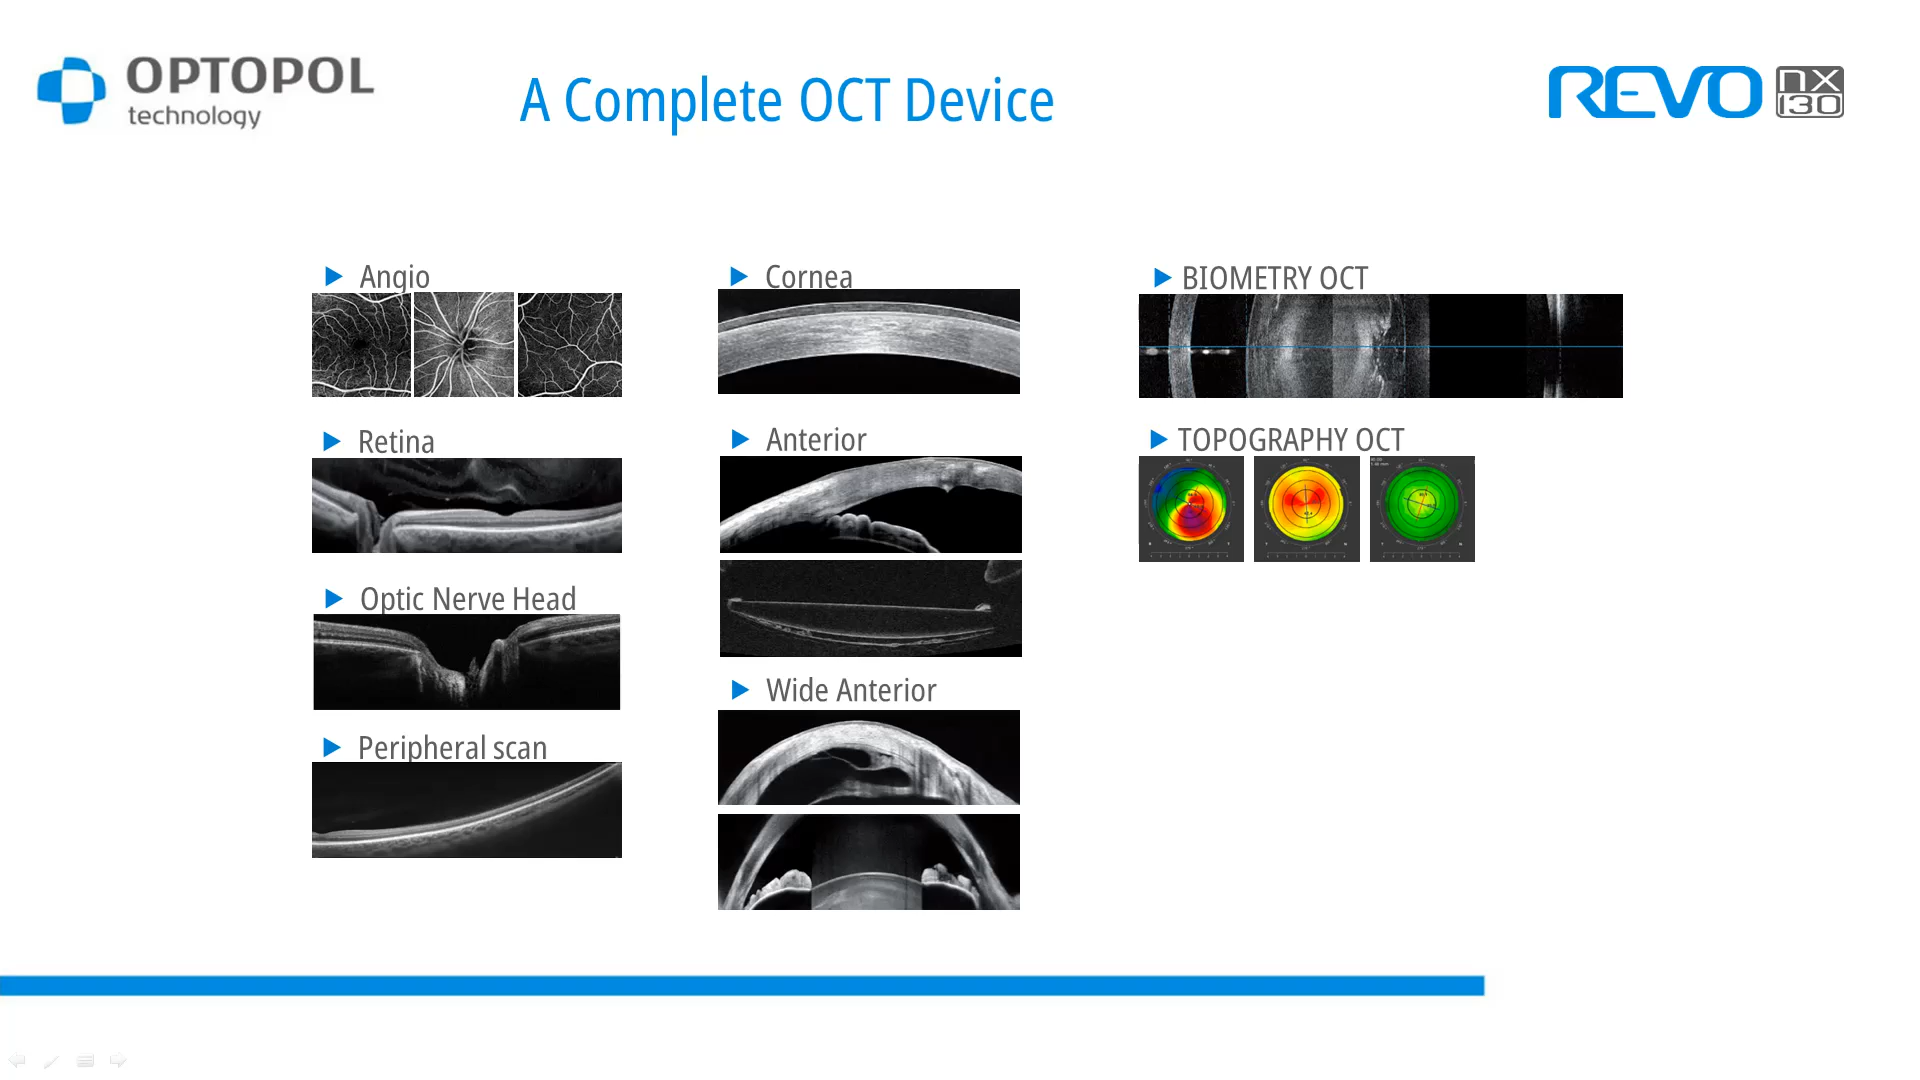 OPTOPOL
technology
A Complete OCT Device
REVO NX
130
Angio
Retina
Optic Nerve Head
Peripheral scan
Cornea
Anterior
Wide Anterior
BIOMETRY OCT
TOPOGRAPHY OCT